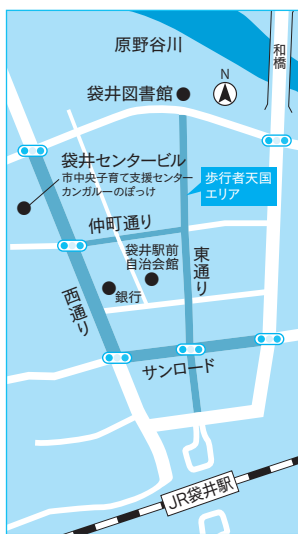 原野谷川
和橋
N
袋井図書館
袋井センタービル
市中央子育て支援センター
カンガルーのぽっけ
歩行者天国
エリア
仲町通り
袋井駅前
自治会館
東通り
銀行
西通り
サンロード
JR袋井駅